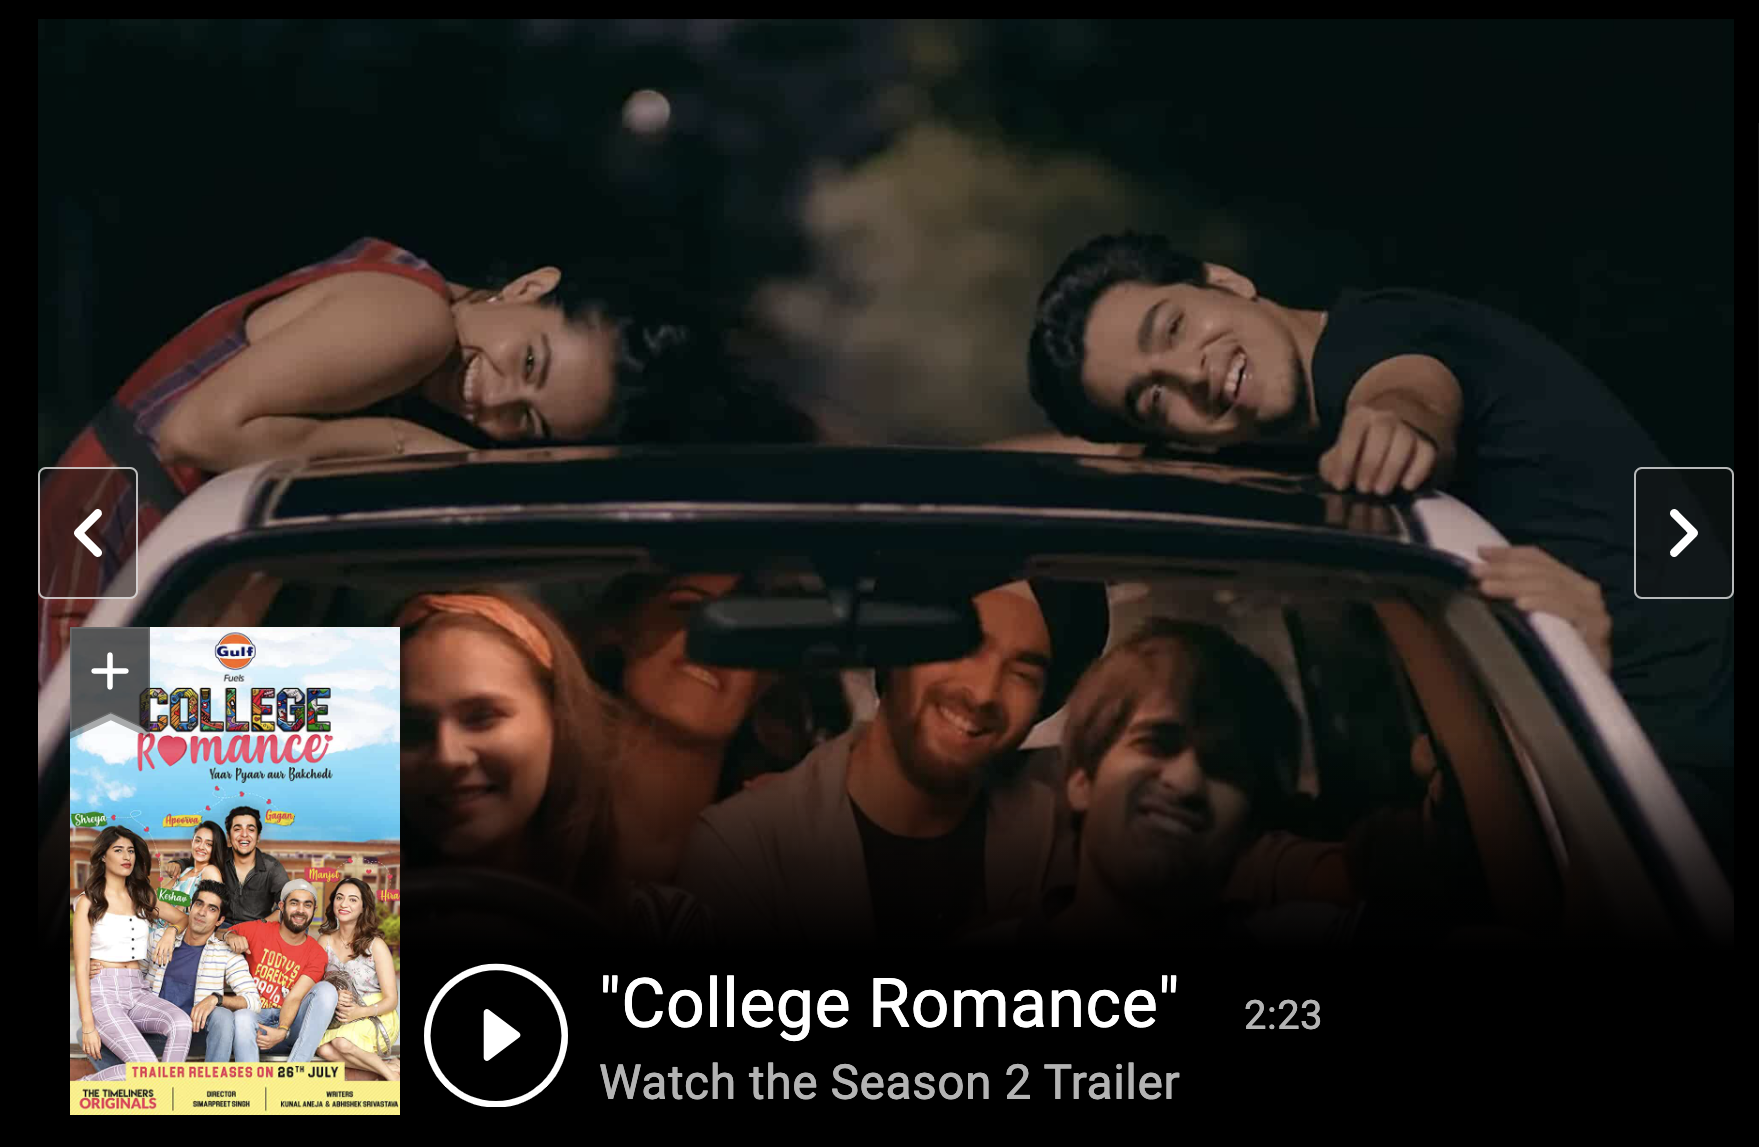 Gulf
Fuels
COLLEGE
Romance
Yaar Pyaar aur Bakchodi
Shreya
Apoorva
Gagan
Manjot
Keshav
Hira
TODAY'S
FORECAST
99%
TRAILER RELEASES ON 26TH JULY
THE TIMELINERS
ORIGINALS
DIRECTOR
SIMARPREET SINGH
WRITERS
KUNAL ANEJA & ABHISHEK SRIVASTAVA
"College Romance"
2:23
Watch the Season 2 Trailer